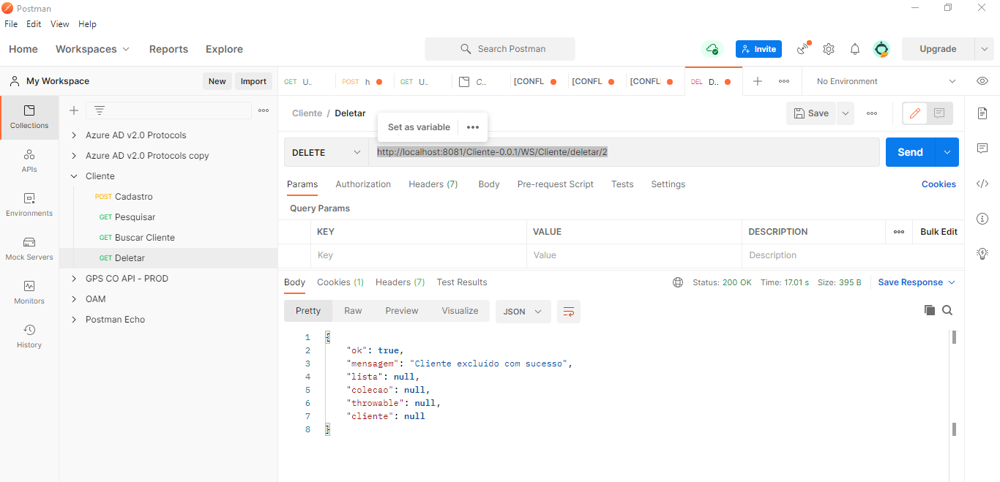 Postman
File Edit View Help
Home Workspaces Reports Explore Search Postman Invite Upgrade
My Workspace New Import
GET U.. POST h GET U.. C.. [CONFL [CONFL [CONFL DEL D.. No Environment
Collections
APIs
Environments
Mock Servers
Monitors
History
Azure AD v2.0 Protocols
Azure AD v2.0 Protocols copy
Cliente
POST Cadastro
GET Pesquisar
GET Buscar Cliente
GET Deletar
GPS CO API - PROD
OAM
Postman Echo
Cliente / Deletar Save
Set as variable
DELETE http://localhost:8081/Cliente-0.0.1/WS/Cliente/deletar/2 Send
Params Authorization Headers (7) Body Pre-request Script Tests Settings Cookies
Query Params
KEY VALUE DESCRIPTION Bulk Edit
Key Value Description
Body Cookies (1) Headers (7) Test Results Status: 200 OK Time: 17.01 s Size: 395 B Save Response
Pretty Raw Preview Visualize JSON
1 {
2 "ok": true,
3 "mensagem": "Cliente excluído com sucesso",
4 "lista": null,
5 "colecao": null,
6 "throwable": null,
7 "cliente": null
8 }